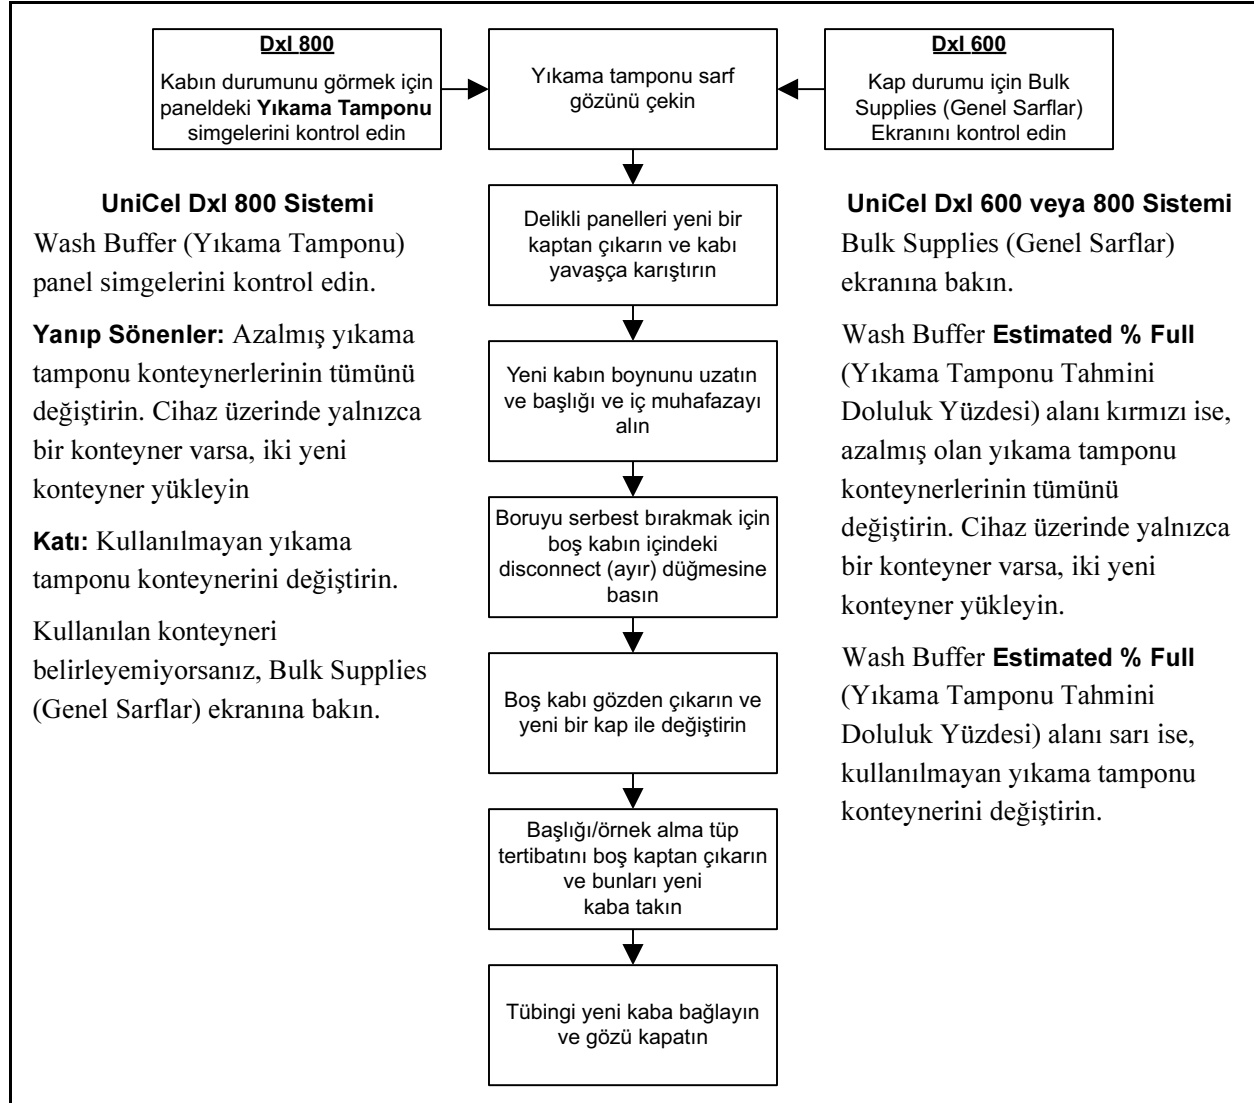 DxI 800
Kabın durumunu görmek için
paneldeki Yıkama Tamponu
simgelerini kontrol edin
Yıkama tamponu sarf
gözünü çekin
DxI 600
Kap durumu için Bulk
Supplies (Genel Sarflar)
Ekranını kontrol edin
UniCel DxI 800 Sistemi
Wash Buffer (Yıkama Tamponu)
panel simgelerini kontrol edin.
Yanıp Sönenler: Azalmış yıkama
tamponu konteynerlerinin tümünü
değiştirin. Cihaz üzerinde yalnızca
bir konteyner varsa, iki yeni
konteyner yükleyin
Katı: Kullanılmayan yıkama
tamponu konteynerini değiştirin.
Kullanılan konteyneri
belirleyemiyorsanız, Bulk Supplies
(Genel Sarflar) ekranına bakın.
Delikli panelleri yeni bir
kaptan çıkarın ve kabı
yavaşça karıştırın
Yeni kabın boynunu uzatın
ve başlığı ve iç muhafazayı
alın
Boruyu serbest bırakmak için
boş kabın içindeki
disconnect (ayır) düğmesine
basın
Boş kabı gözden çıkarın ve
yeni bir kap ile değiştirin
Başlığı/örnek alma tüp
tertibatını boş kaptan çıkarın
ve bunları yeni
kaba takın
Tübingi yeni kaba bağlayın
ve gözü kapatın
UniCel DxI 600 veya 800 Sistemi
Bulk Supplies (Genel Sarflar)
ekranına bakın.
Wash Buffer Estimated % Full
(Yıkama Tamponu Tahmini
Doluluk Yüzdesi) alanı kırmızı ise,
azalmış olan yıkama tamponu
konteynerlerinin tümünü
değiştirin. Cihaz üzerinde yalnızca
bir konteyner varsa, iki yeni
konteyner yükleyin.
Wash Buffer Estimated % Full
(Yıkama Tamponu Tahmini
Doluluk Yüzdesi) alanı sarı ise,
kullanılmayan yıkama tamponu
konteynerini değiştirin.